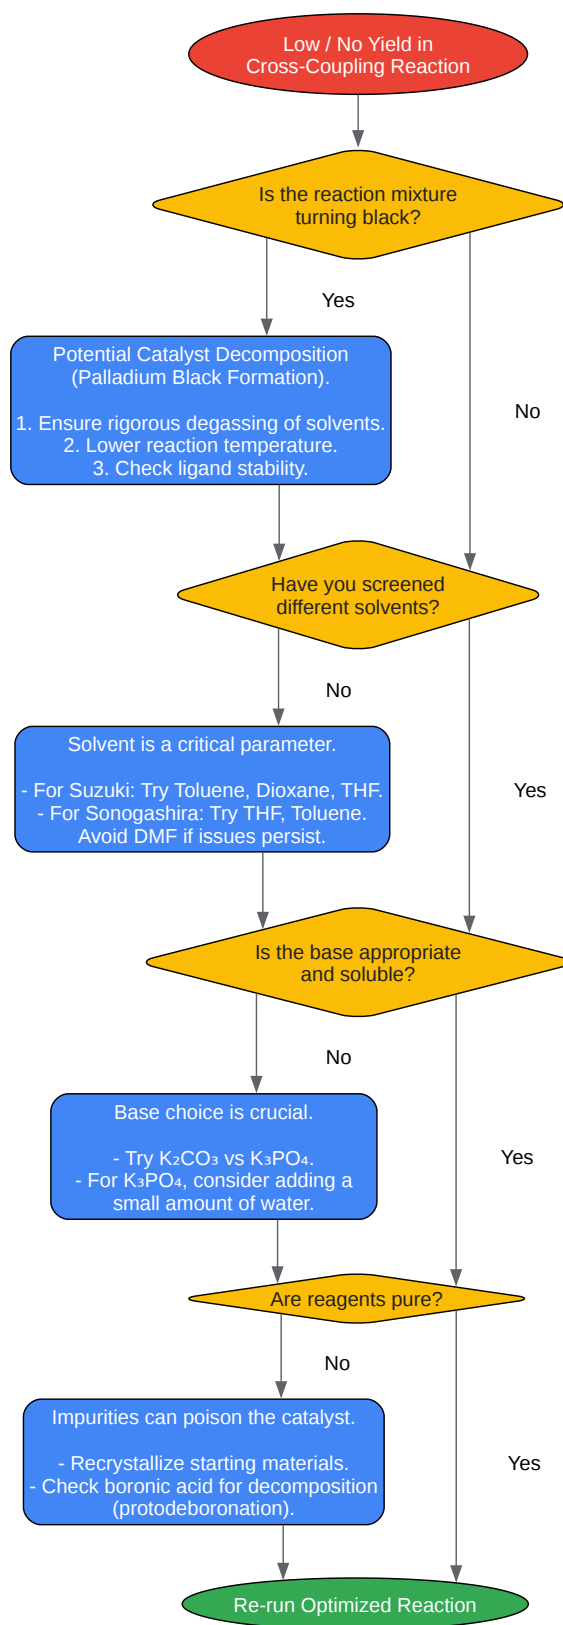 Low / No Yield in
Cross-Coupling Reaction
Is the reaction mixture
turning black?
Yes
No
Potential Catalyst Decomposition
(Palladium Black Formation).
1. Ensure rigorous degassing of solvents.
2. Lower reaction temperature.
3. Check ligand stability.
Have you screened
different solvents?
No
Yes
Solvent is a critical parameter.
- For Suzuki: Try Toluene, Dioxane, THF.
- For Sonogashira: Try THF, Toluene.
Avoid DMF if issues persist.
Is the base appropriate
and soluble?
No
Yes
Base choice is crucial.
- Try K₂CO₃ vs K₃PO₄.
- For K₃PO₄, consider adding a
small amount of water.
Are reagents pure?
No
Yes
Impurities can poison the catalyst.
- Recrystallize starting materials.
- Check boronic acid for decomposition
(protodeboronation).
Re-run Optimized Reaction